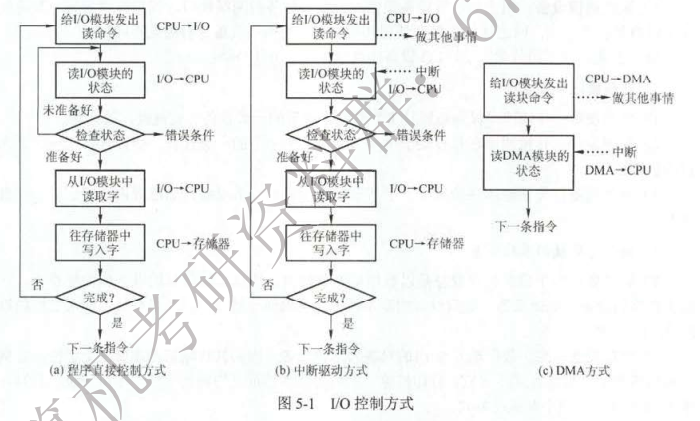 给I/O模块发出
读命令
CPU→I/O
读I/O模块的
状态
I/O→CPU
未准备好
检查状态
错误条件
准备好
从I/O模块中
读取字
I/O→CPU
往存储器中
写入字
CPU→存储器
否
完成?
是
下一条指令
(a) 程序直接控制方式
给I/O模块发出
读命令
CPU→I/O
做其他事情
读I/O模块的
状态
中断
I/O→CPU
检查状态
错误条件
准备好
从I/O模块中
读取字
I/O→CPU
往存储器中
写入字
CPU→存储器
否
完成?
是
下一条指令
(b) 中断驱动方式
给I/O模块发出
读块命令
CPU→DMA
做其他事情
读DMA模块的
状态
中断
DMA→CPU
下一条指令
(c) DMA方式
图 5-1 I/O 控制方式
算机考研资料群: 6